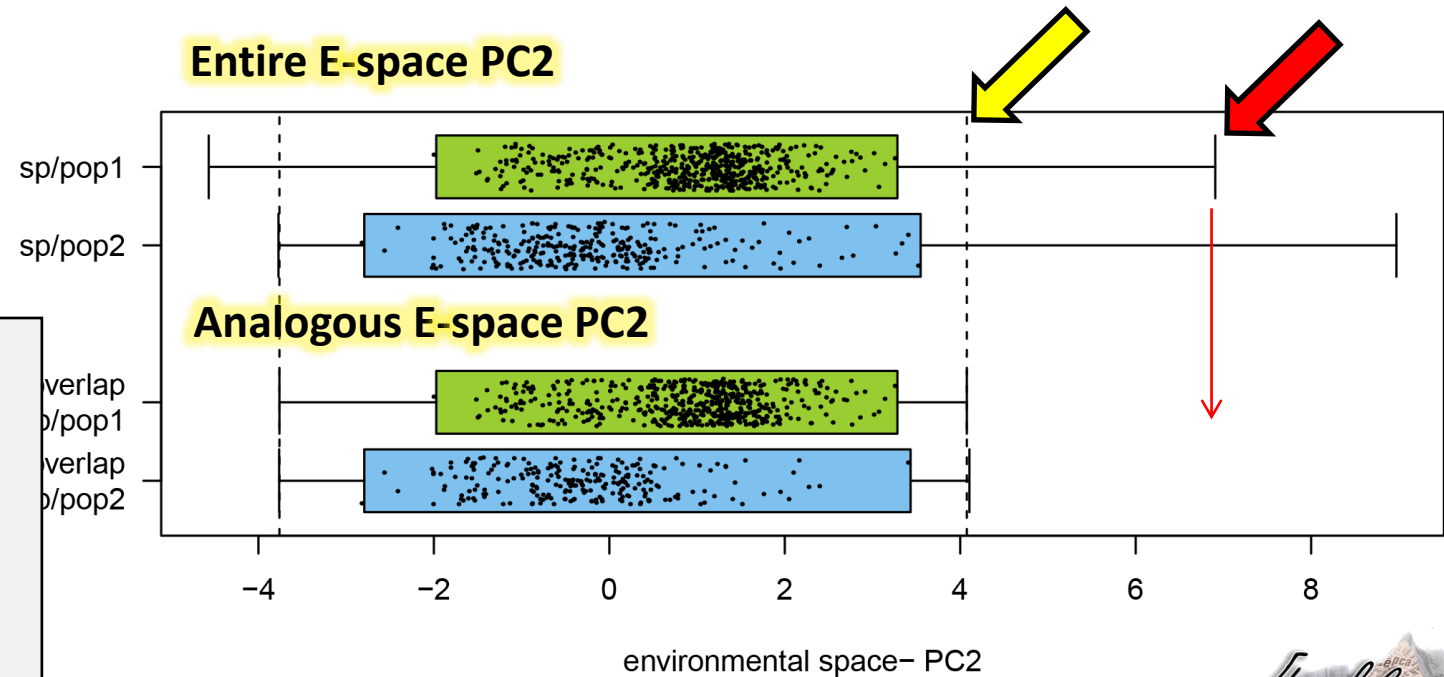 Entire E-space PC2
sp/pop1
sp/pop2
Analogous E-space PC2
verlap
/pop1
verlap
/pop2
−4 −2 0 2 4 6 8
environmental space− PC2